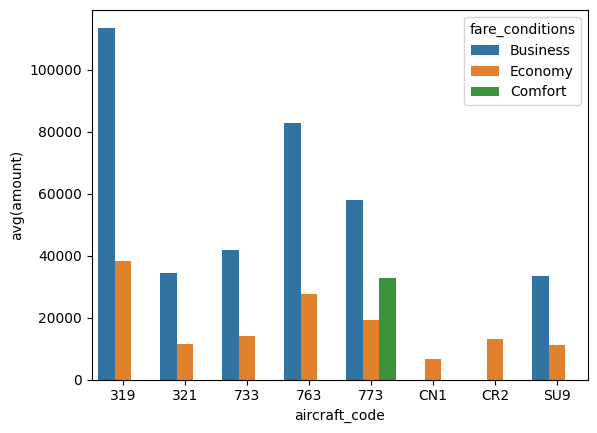 fare_conditions
Business
Economy
Comfort
100000
80000
60000
40000
20000
0
avg(amount)
319 321 733 763 773 CN1 CR2 SU9
aircraft_code